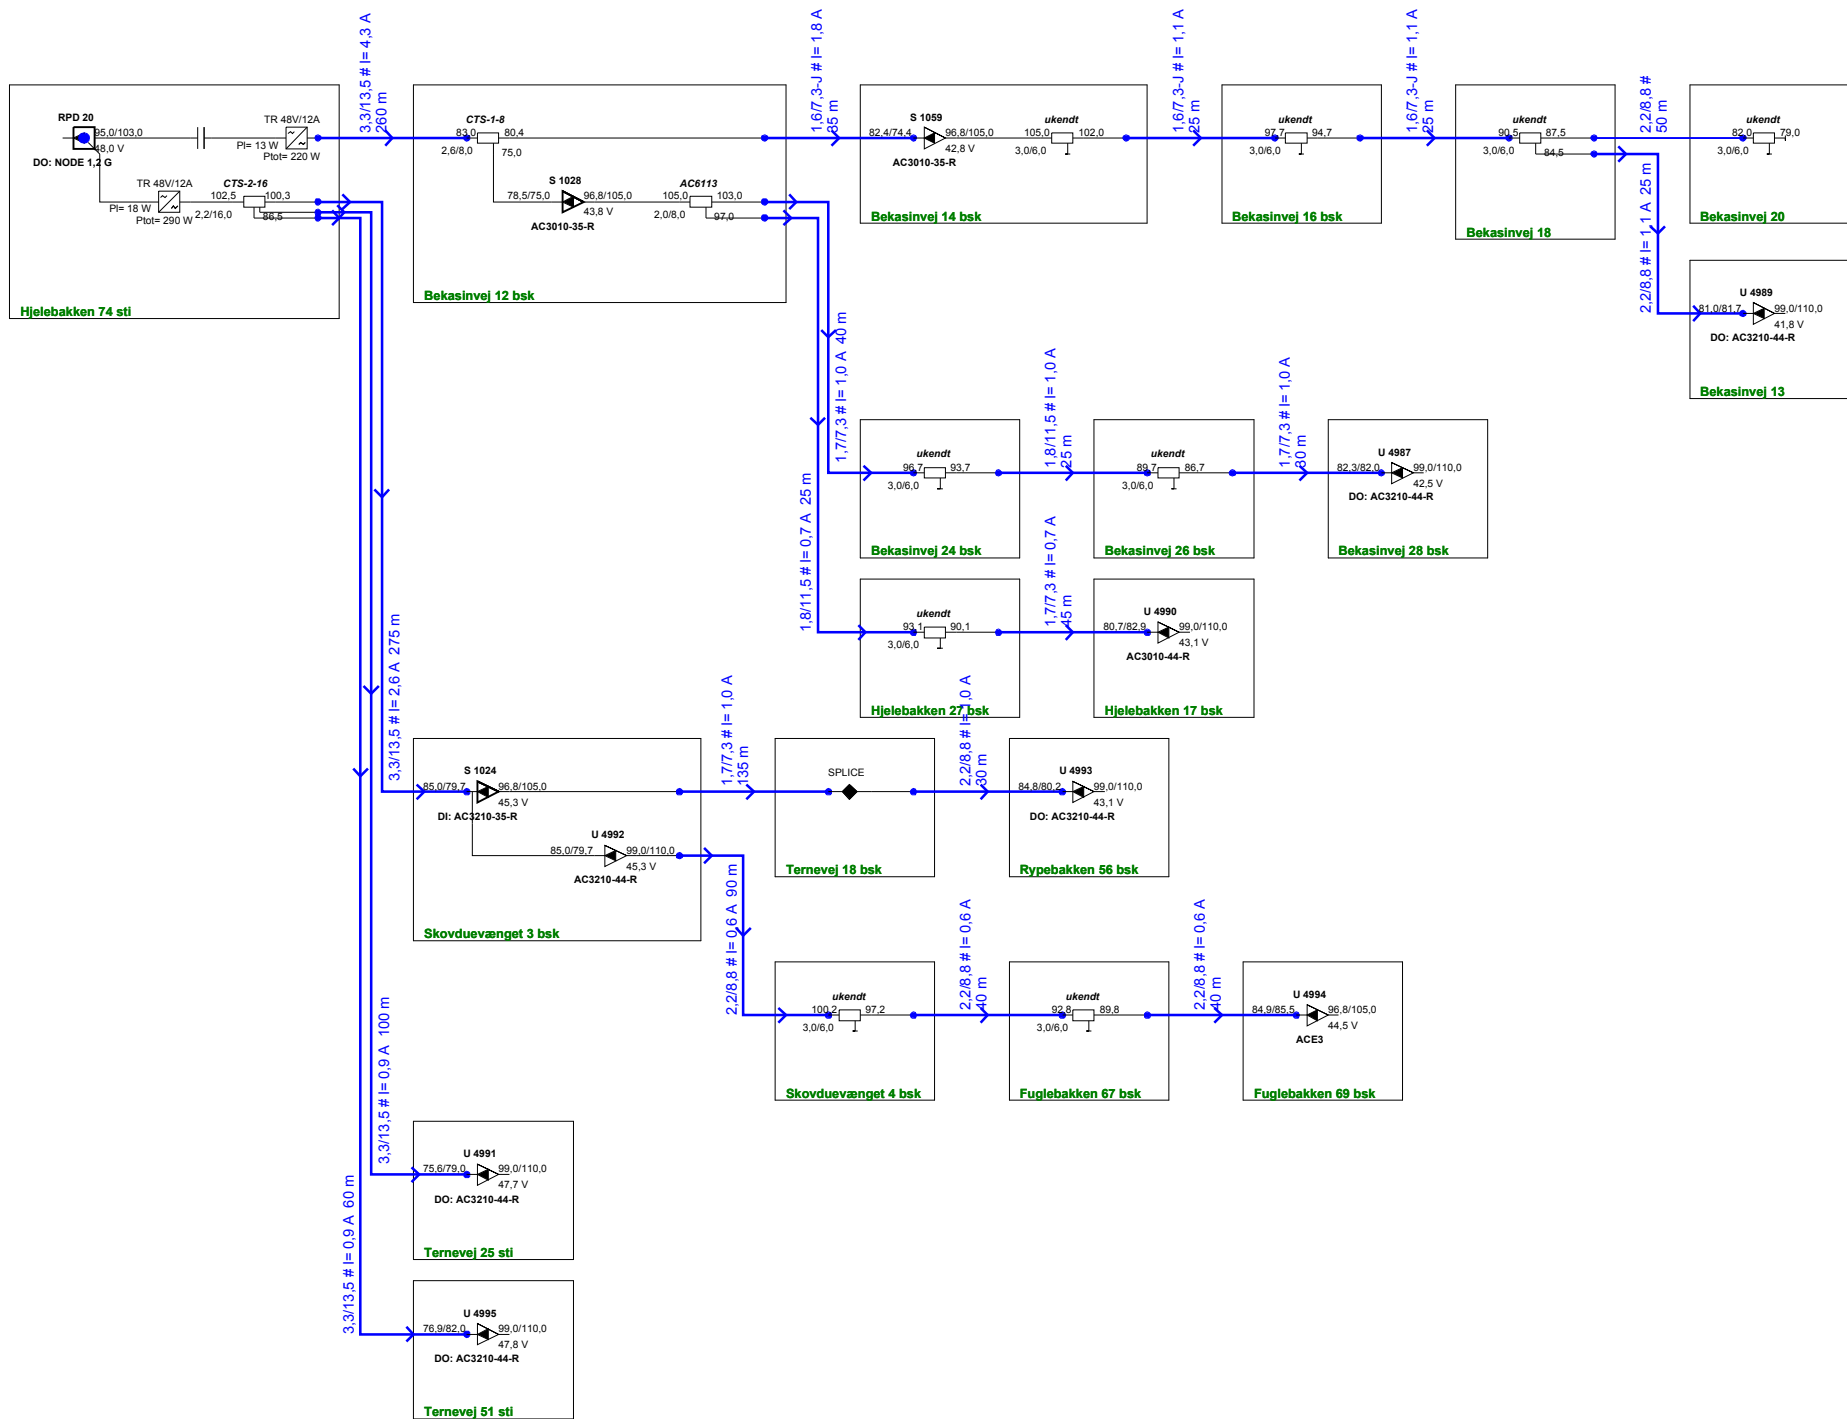 RPD 20
95,0/103,0
48,0 V
DO: NODE 1,2 G
TR 48V/12A
Pl= 13 W
Ptot= 220 W
TR 48V/12A
Pl= 18 W
Ptot= 290 W
CTS-2-16
102,5
100,3
2,2/16,0
86,5
Hjelebakken 74 sti
3,3/13,5 # I= 4,3 A
260 m
CTS-1-8
83,0
80,4
2,6/8,0
75,0
S 1028
78,5/75,0
96,8/105,0
43,8 V
AC3010-35-R
AC6113
105,0
103,0
2,0/8,0
97,0
Bekasinvej 12 bsk
1,6/7,3-J # I= 1,8 A
35 m
S 1059
82,4/74,4
96,8/105,0
42,8 V
AC3010-35-R
ukendt
105,0
102,0
3,0/6,0
Bekasinvej 14 bsk
1,6/7,3-J # I= 1,1 A
25 m
ukendt
97,7
94,7
3,0/6,0
Bekasinvej 16 bsk
1,6/7,3-J # I= 1,1 A
25 m
ukendt
90,5
87,5
3,0/6,0
84,5
Bekasinvej 18
2,2/8,8 #
50 m
ukendt
82,0
79,0
3,0/6,0
Bekasinvej 20
2,2/8,8 # I= 1,1 A 25 m
U 4989
81,0/81,7
99,0/110,0
41,8 V
DO: AC3210-44-R
Bekasinvej 13
1,7/7,3 # I= 1,0 A 40 m
ukendt
96,7
93,7
3,0/6,0
Bekasinvej 24 bsk
1,8/11,5 # I= 1,0 A
25 m
ukendt
89,7
86,7
3,0/6,0
Bekasinvej 26 bsk
1,7/7,3 # I= 1,0 A
30 m
U 4987
82,3/82,0
99,0/110,0
42,5 V
DO: AC3210-44-R
Bekasinvej 28 bsk
1,8/11,5 # I= 0,7 A 25 m
ukendt
93,1
90,1
3,0/6,0
Hjelebakken 27 bsk
1,7/7,3 # I= 0,7 A
45 m
U 4990
80,7/82,9
99,0/110,0
43,1 V
AC3010-44-R
Hjelebakken 17 bsk
3,3/13,5 # I= 2,6 A 275 m
S 1024
85,0/79,7
96,8/105,0
45,3 V
DI: AC3210-35-R
U 4992
85,0/79,7
99,0/110,0
45,3 V
AC3210-44-R
Skovduevænget 3 bsk
1,7/7,3 # I= 1,0 A
135 m
SPLICE
Ternevej 18 bsk
2,2/8,8 # I= 1,0 A
30 m
U 4993
84,8/80,2
99,0/110,0
43,1 V
DO: AC3210-44-R
Rypebakken 56 bsk
2,2/8,8 # I= 0,6 A 90 m
ukendt
100,2
97,2
3,0/6,0
Skovduevænget 4 bsk
2,2/8,8 # I= 0,6 A
40 m
ukendt
92,8
89,8
3,0/6,0
Fuglebakken 67 bsk
2,2/8,8 # I= 0,6 A
40 m
U 4994
84,9/85,5
96,8/105,0
44,5 V
ACE3
Fuglebakken 69 bsk
3,3/13,5 # I= 0,9 A 100 m
U 4991
75,6/79,0
99,0/110,0
47,7 V
DO: AC3210-44-R
Ternevej 25 sti
3,3/13,5 # I= 0,9 A 60 m
U 4995
76,9/82,0
99,0/110,0
47,8 V
DO: AC3210-44-R
Ternevej 51 sti